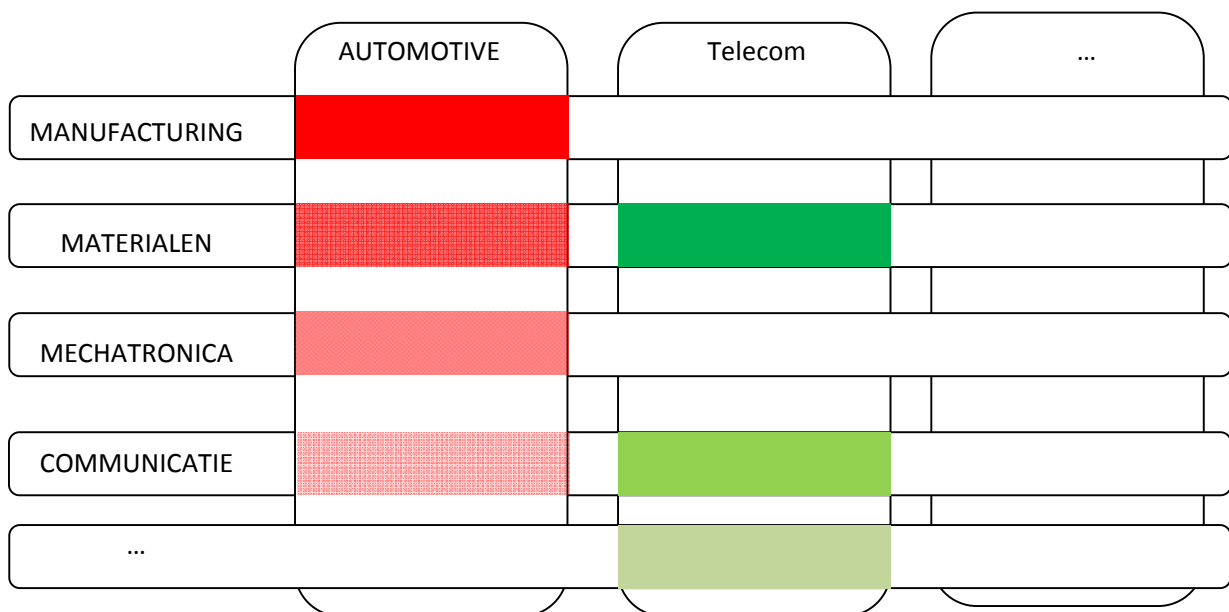 AUTOMOTIVE
Telecom
...
MANUFACTURING
MATERIALEN
MECHATRONICA
COMMUNICATIE
...